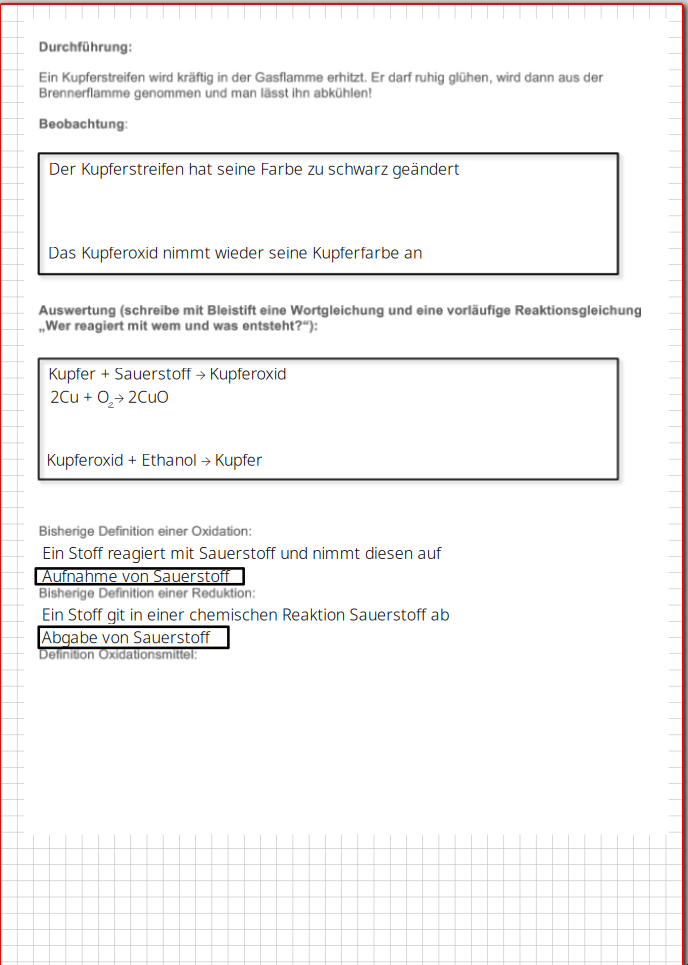 Durchführung:
Ein Kupferstreifen wird kräftig in der Gasflamme erhitzt. Er darf ruhig glühen, wird dann aus der
Brennerflamme genommen und man lässt ihn abkühlen!
Beobachtung:
Der Kupferstreifen hat seine Farbe zu schwarz geändert
Das Kupferoxid nimmt wieder seine Kupferfarbe an
Auswertung (schreibe mit Bleistift eine Wortgleichung und eine vorläufige Reaktionsgleichung
„Wer reagiert mit wem und was entsteht?“):
Kupfer + Sauerstoff → Kupferoxid
2Cu + O₂→ 2CuO
Kupferoxid + Ethanol → Kupfer
Bisherige Definition einer Oxidation:
Ein Stoff reagiert mit Sauerstoff und nimmt diesen auf
Aufnahme von Sauerstoff
Bisherige Definition einer Reduktion:
Ein Stoff git in einer chemischen Reaktion Sauerstoff ab
Abgabe von Sauerstoff
Definition Oxidationsmittel: